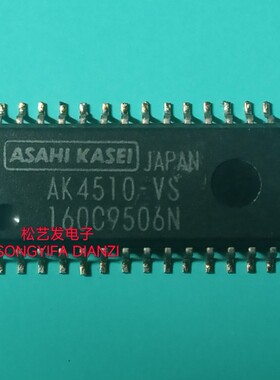 ASAHI KASEI JAPAN
AK4510-VS
160C9506N
松艺发电子
SONGYIFA DIANZI